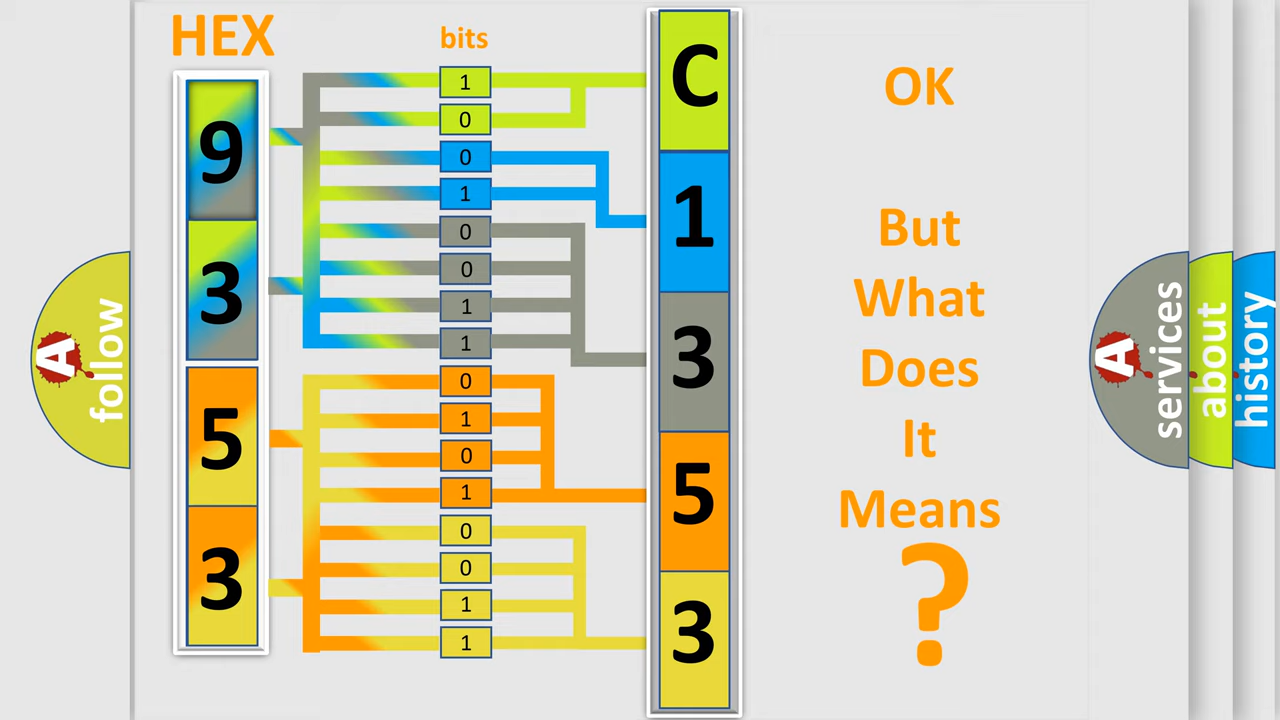 HEX
bits
9
3
5
3
1
0
0
1
0
0
1
1
0
1
0
1
0
0
1
1
C
1
3
5
3
OK
But
What
Does
It
Means
?
A
follow
A
services
about
history